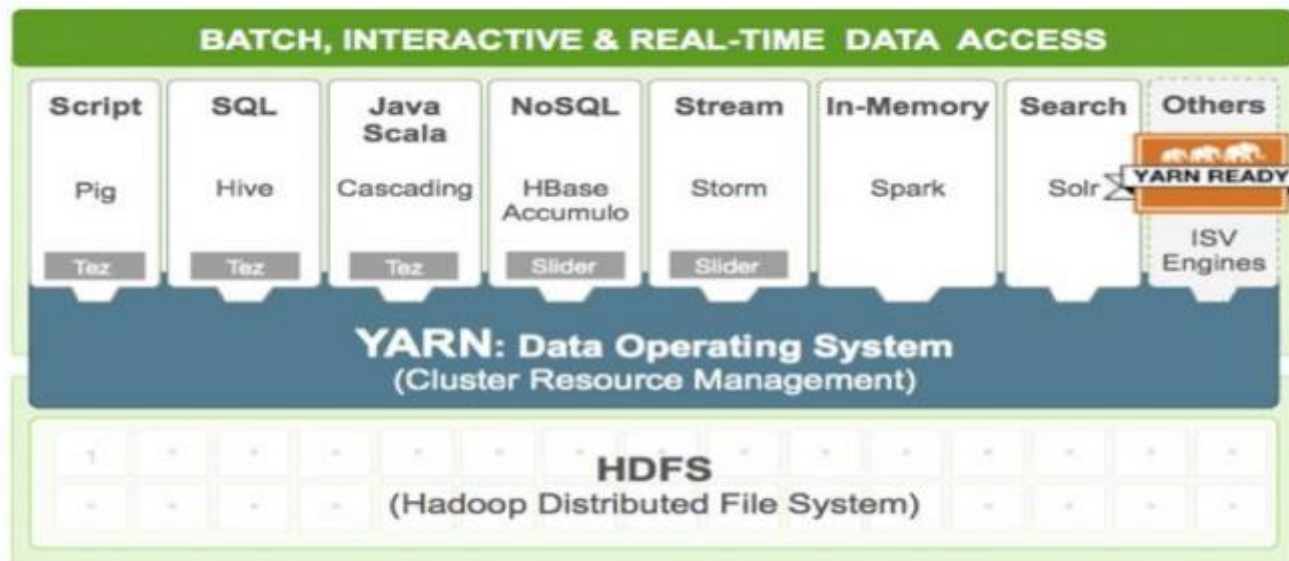 BATCH, INTERACTIVE & REAL-TIME DATA ACCESS
Script
Pig
Tez
SQL
Hive
Tez
Java
Scala
Cascading
Tez
NoSQL
HBase
Accumulo
Slider
Stream
Storm
Slider
In-Memory
Spark
Search
Solr
Others
YARN READY
ISV
Engines
YARN: Data Operating System
(Cluster Resource Management)
1
HDFS
(Hadoop Distributed File System)